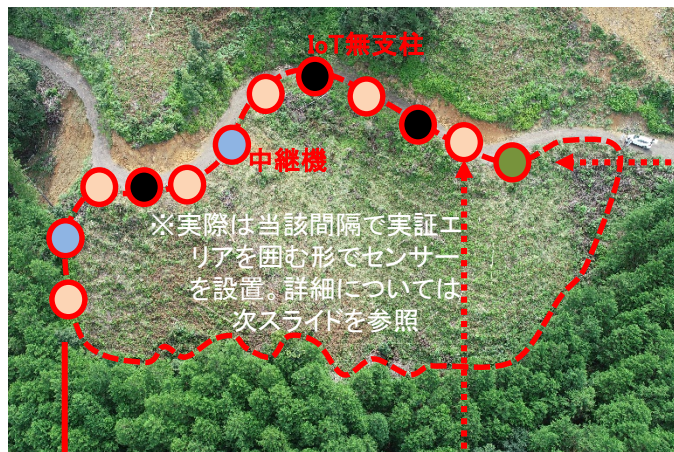 IoT無支柱
中継機
※実際は当該間隔で実証エ
リアを囲む形でセンサー
を設置。詳細については
次スライドを参照